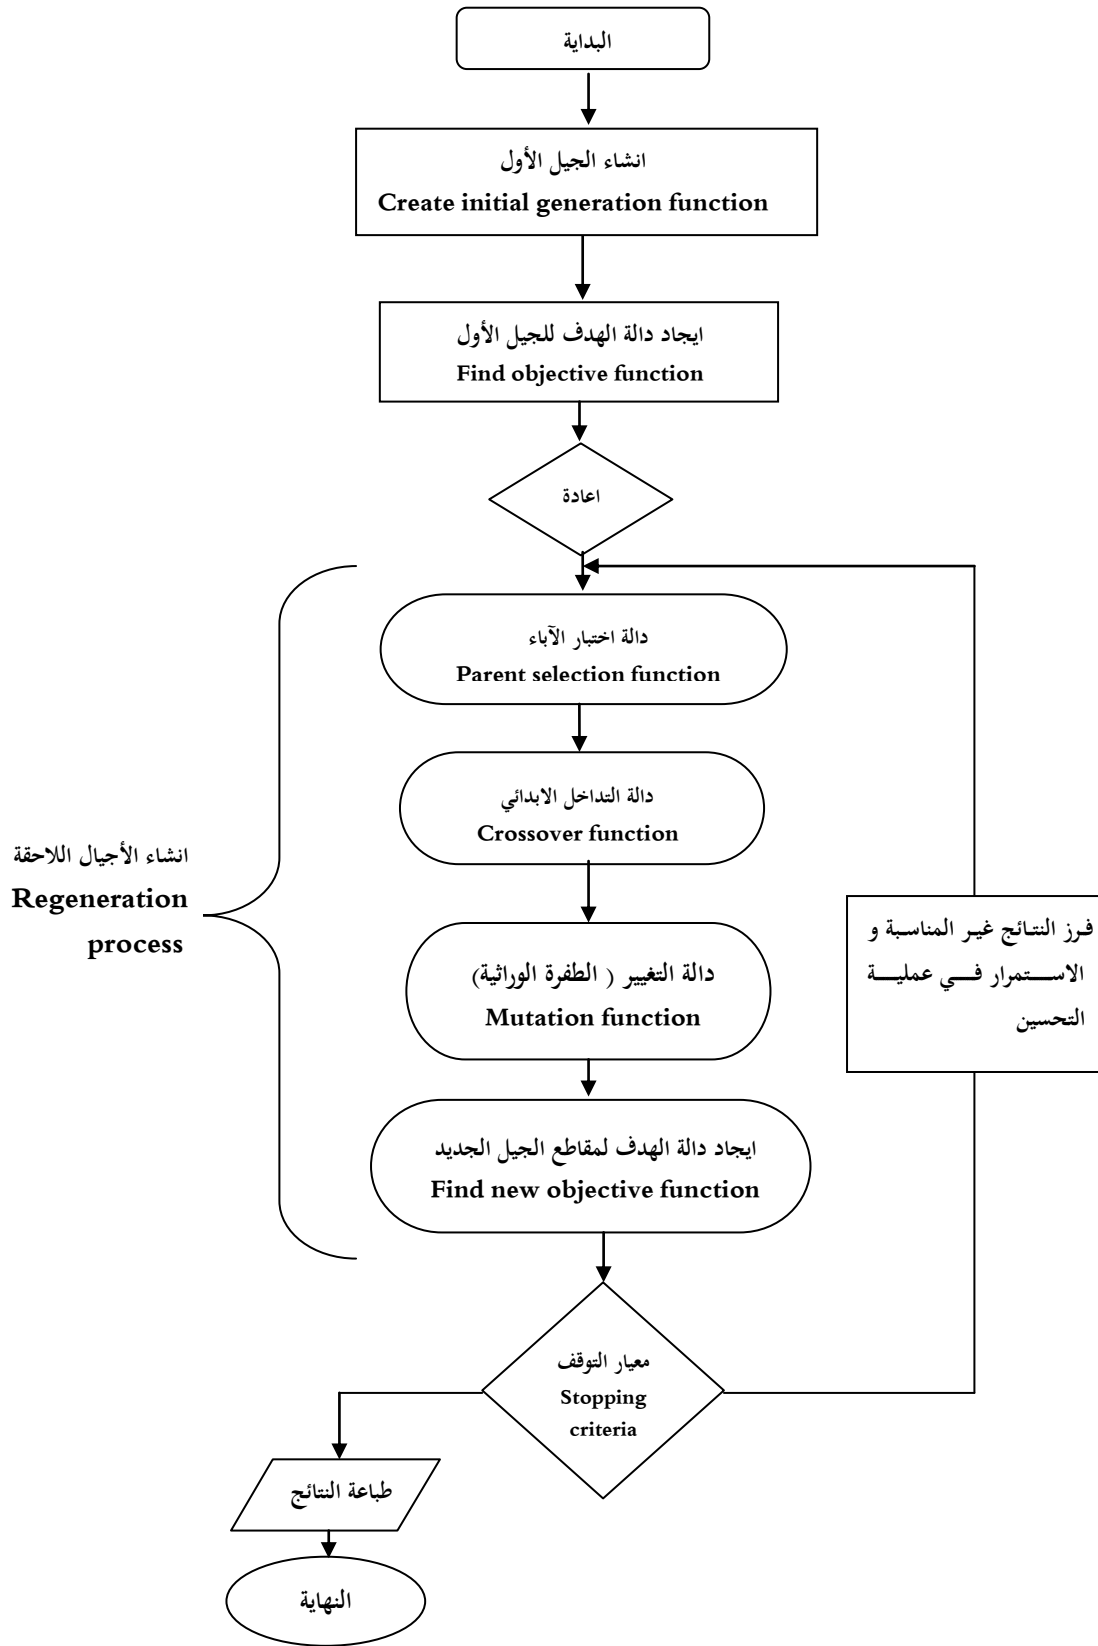 البداية
انشاء الجيل الأول
Create initial generation function
ايجاد دالة الهدف للجيل الأول
Find objective function
اعادة
دالة اختبار الآباء
Parent selection function
دالة التداخل الابدائي
Crossover function
انشاء الأجيال اللاحقة
Regeneration
process
دالة التغيير ( الطفرة الوراثية)
Mutation function
فرز النتائج غير المناسبة و
الاستمرار في عملية
التحسين
ايجاد دالة الهدف لمقاطع الجيل الجديد
Find new objective function
معيار التوقف
Stopping
criteria
طباعة النتائج
النهاية